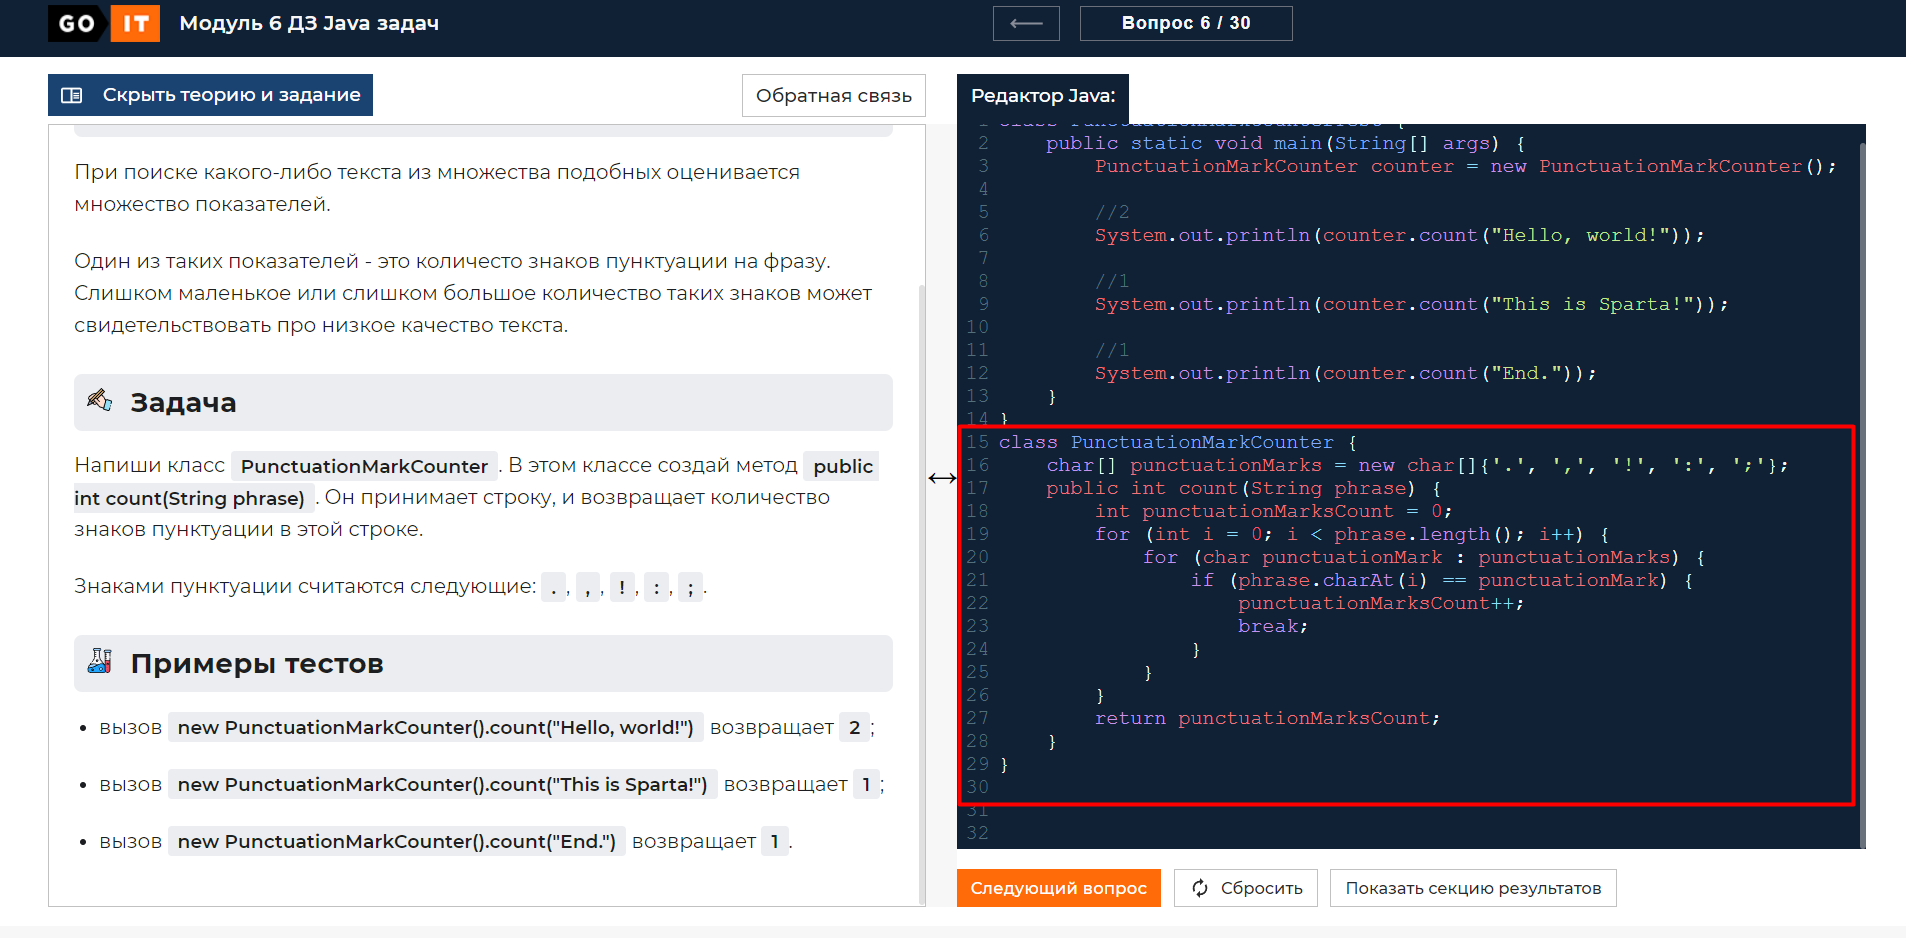 GO IT Модуль 6 ДЗ Java задач
Вопрос 6 / 30
Скрыть теорию и задание
Обратная связь
При поиске какого-либо текста из множества подобных оценивается
множество показателей.
Один из таких показателей - это количесто знаков пунктуации на фразу.
Слишком маленькое или слишком большое количество таких знаков может
свидетельствовать про низкое качество текста.
Задача
Напиши класс PunctuationMarkCounter . В этом классе создай метод public
int count(String phrase) . Он принимает строку, и возвращает количество
знаков пунктуации в этой строке.
Знаками пунктуации считаются следующие: . , , , ! , : , ; .
Примеры тестов
• вызов new PunctuationMarkCounter().count("Hello, world!") возвращает 2 ;
• вызов new PunctuationMarkCounter().count("This is Sparta!") возвращает 1 ;
• вызов new PunctuationMarkCounter().count("End.") возвращает 1 .
Редактор Java:
1 class {
2 public static void main(String[] args) {
3 PunctuationMarkCounter counter = new PunctuationMarkCounter();
4
5 //2
6 System.out.println(counter.count("Hello, world!"));
7
8 //1
9 System.out.println(counter.count("This is Sparta!"));
10
11 //1
12 System.out.println(counter.count("End."));
13 }
14 }
15 class PunctuationMarkCounter {
16 char[] punctuationMarks = new char[]{'.', ',', '!', ':', ';'};
17 public int count(String phrase) {
18 int punctuationMarksCount = 0;
19 for (int i = 0; i < phrase.length(); i++) {
20 for (char punctuationMark : punctuationMarks) {
21 if (phrase.charAt(i) == punctuationMark) {
22 punctuationMarksCount++;
23 break;
24 }
25 }
26 }
27 return punctuationMarksCount;
28 }
29 }
30
31
32
Следующий вопрос
Сбросить
Показать секцию результатов